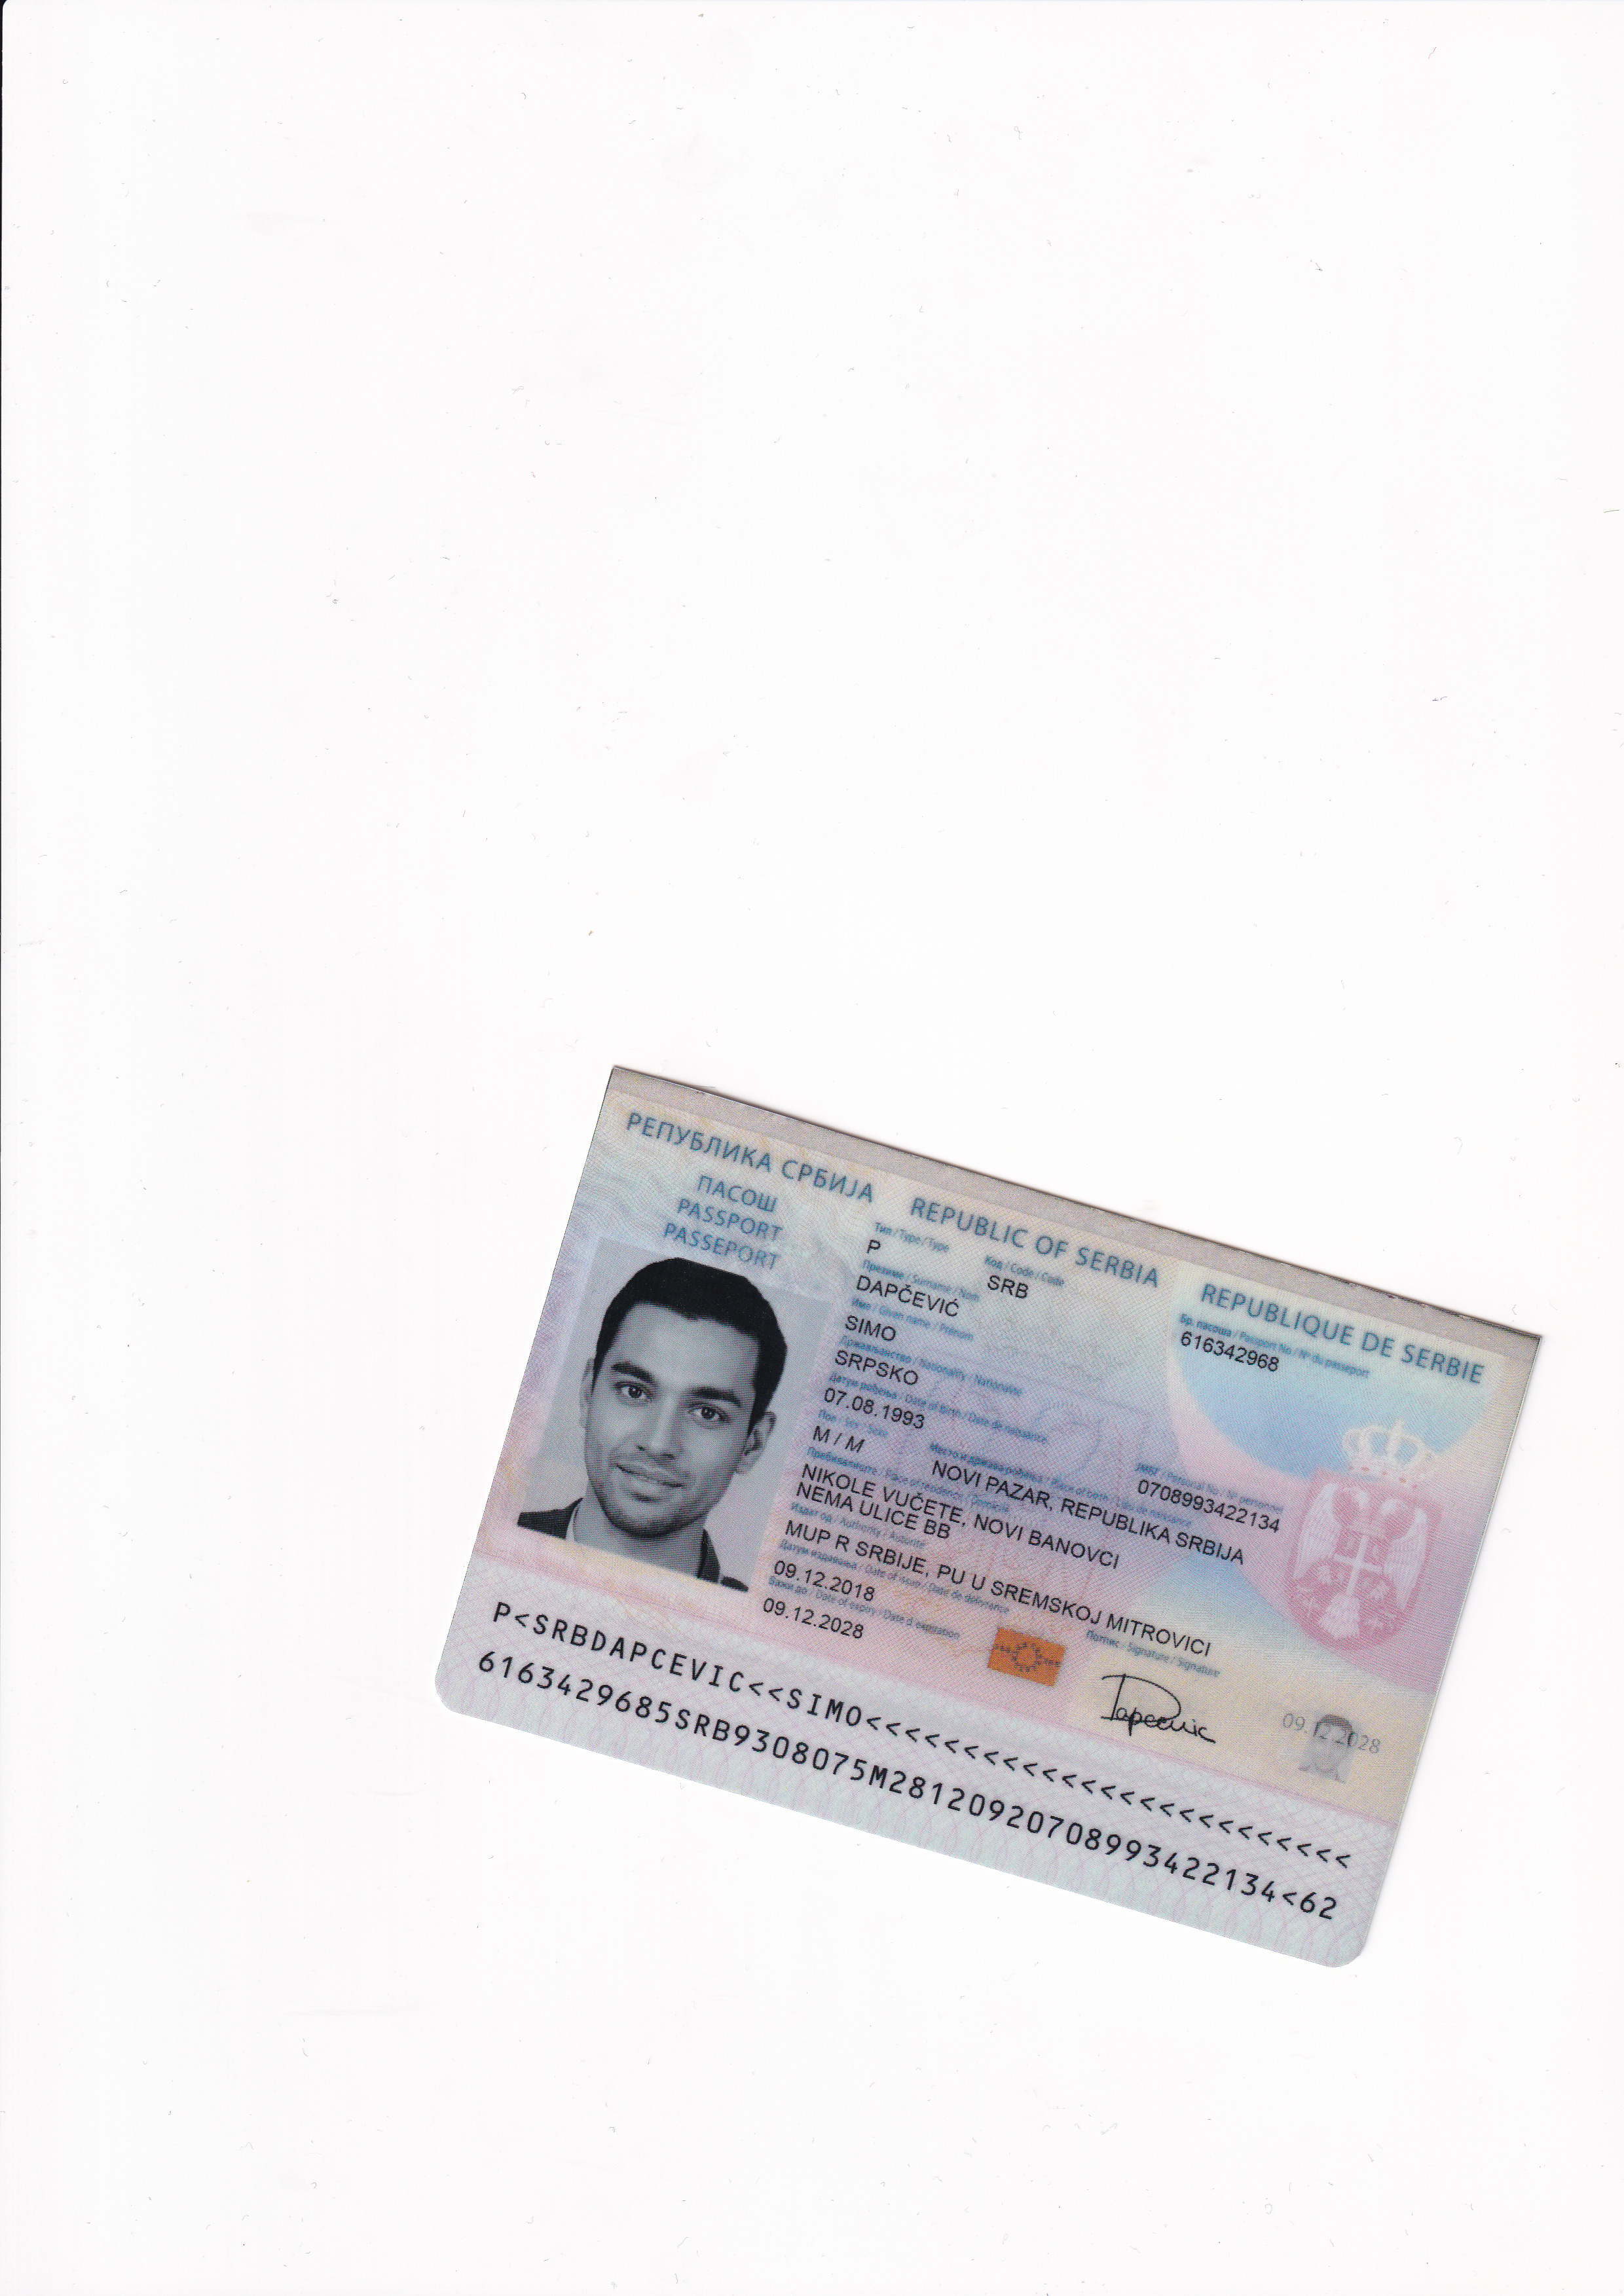 РЕПУБЛИКА СРБИЈА REPUBLIC OF SERBIA REPUBLIQUE DE SERBIE
ПАСОШ
PASSPORT
PASSEPORT
Тип / Type / Type
P
Код / Code / Code
SRB
Бр. пасоша / Passport No / Nº du passeport
616342968
Презиме / Surname / Nom
DAPČEVIĆ
Име / Given name / Prénom
SIMO
Држављанство / Nationality / Nationalité
SRPSKO
Датум рођења / Date of birth / Date de naissance
07.08.1993
Пол / Sex / Sexe
M / M
Место и држава рођења / Place of birth / Lieu de naissance
NOVI PAZAR, REPUBLIKA SRBIJA
ЈМБГ / Personal No / Nº personnel
0708993422134
Пребивалиште / Place of residence / Domicile
NIKOLE VUČETE, NOVI BANOVCI
NEMA ULICE BB
Издат од / Authority / Autorité
MUP R SRBIJE, PU U SREMSKOJ MITROVICI
Датум издавања / Date of issue / Date de délivrance
09.12.2018
Важи до / Date of expiry / Date d expiration
09.12.2028
Потпис / Signature / Signature
Dapcevic
09.12.2028
P<SRBDAPCEVIC<<SIMO<<<<<<<<<<<<<<<<<<<<<<<<<
6163429685SRB9308075M28120920708993422134<62